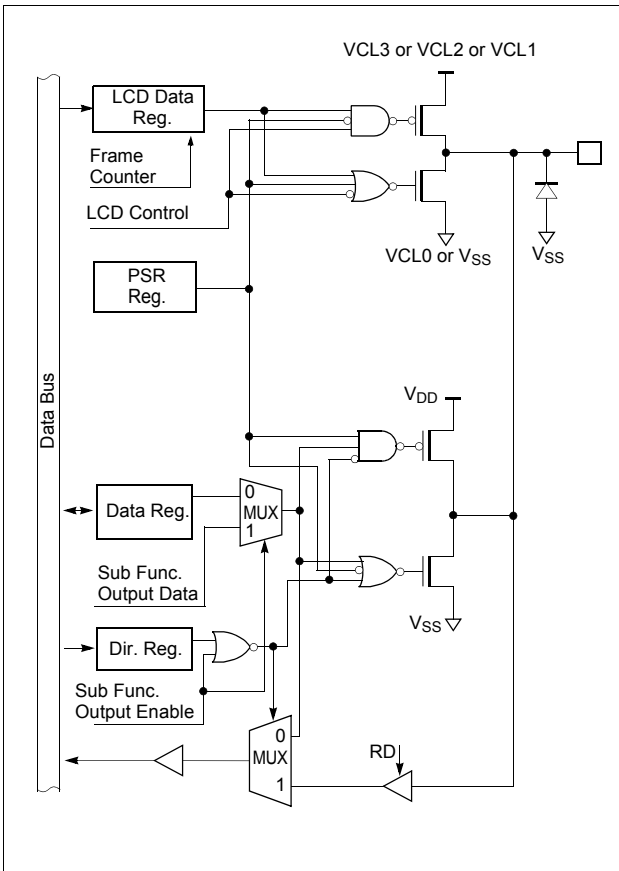 VCL3 or VCL2 or VCL1
LCD Data
Reg.
Frame
Counter
LCD Control
VCL0 or VSS
VSS
PSR
Reg.
Data Bus
VDD
Data Reg.
0
MUX
1
Sub Func.
Output Data
VSS
Dir. Reg.
Sub Func.
Output Enable
0
MUX
1
RD